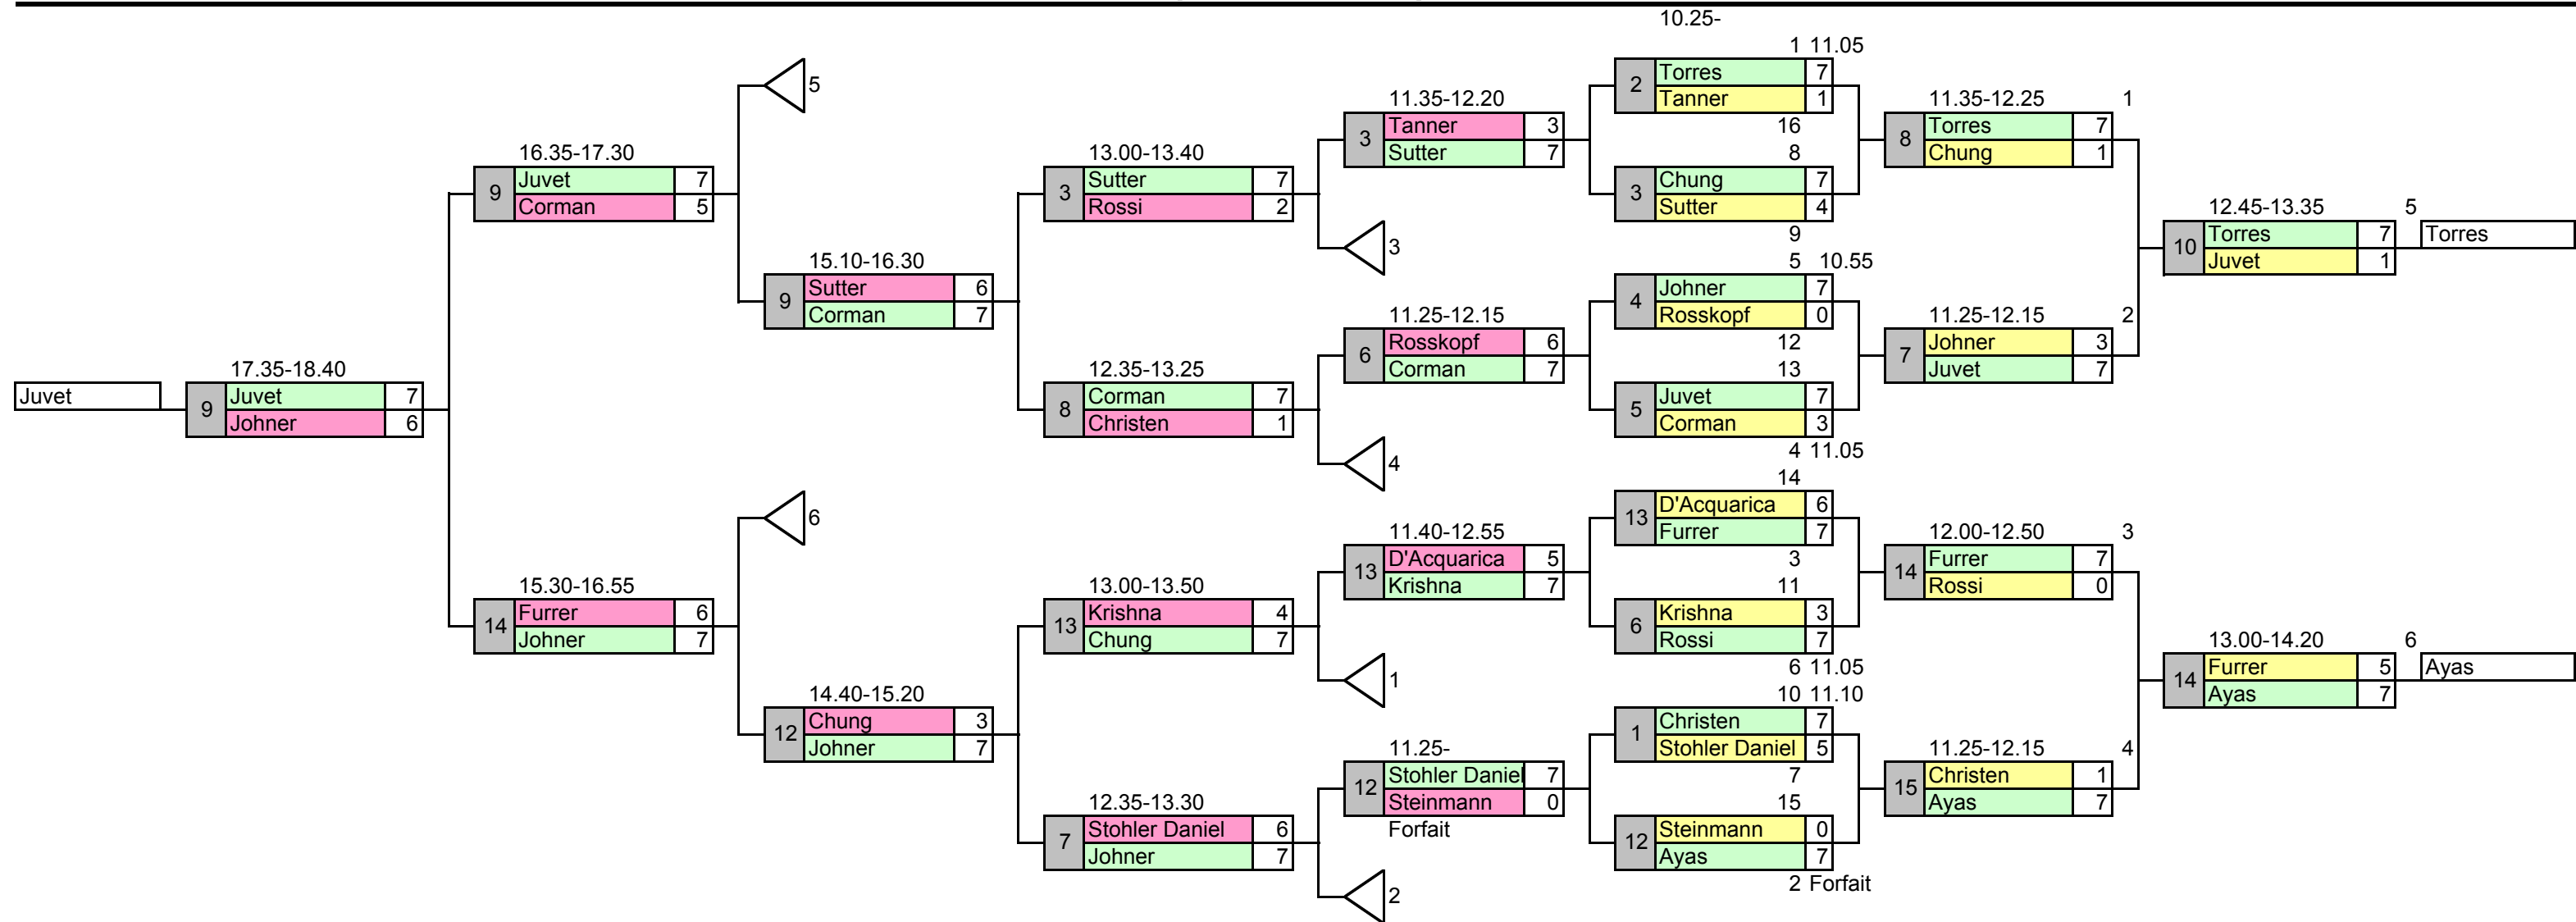 10.25-
1 11.05
5
2 Torres 7
Tanner 1
11.35-12.20
11.35-12.25
1
3 Tanner 3
Sutter 7
16
8 Torres 7
Chung 1
16.35-17.30
13.00-13.40
8
9 Juvet 7
Corman 5
3 Sutter 7
Rossi 2
3 Chung 7
Sutter 4
12.45-13.35
5
3
9
10 Torres 7
Juvet 1
Torres
15.10-16.30
5 10.55
9 Sutter 6
Corman 7
4 Johner 7
Rosskopf 0
11.25-12.15
11.25-12.15
2
6 Rosskopf 6
Corman 7
12
7 Johner 3
Juvet 7
17.35-18.40
12.35-13.25
13
Juvet
9 Juvet 7
Johner 6
8 Corman 7
Christen 1
5 Juvet 7
Corman 3
4
4 11.05
14
6
13 D'Acquarica 6
Furrer 7
11.40-12.55
12.00-12.50
3
13 D'Acquarica 5
Krishna 7
3
14 Furrer 7
Rossi 0
15.30-16.55
13.00-13.50
11
14 Furrer 6
Johner 7
13 Krishna 4
Chung 7
6 Krishna 3
Rossi 7
13.00-14.20
6
1
6 11.05
14 Furrer 5
Ayas 7
Ayas
14.40-15.20
10 11.10
12 Chung 3
Johner 7
1 Christen 7
Stohler Daniel 5
11.25-
11.25-12.15
4
12 Stohler Daniel 7
Steinmann 0
7
15 Christen 1
Ayas 7
12.35-13.30
15
7 Stohler Daniel 6
Johner 7
Forfait
12 Steinmann 0
Ayas 7
2
2 Forfait